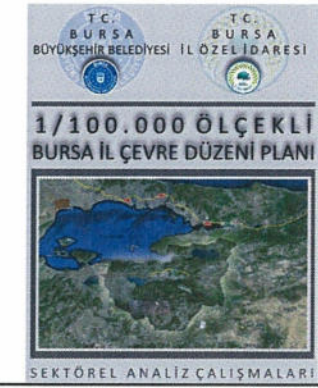 T.C.
BURSA
BÜYÜKŞEHİR BELEDİYESİ
T.C.
BURSA
İL ÖZEL İDARESİ
1/100.000 ÖLÇEKLİ
BURSA İL ÇEVRE DÜZENİ PLANI
SEKTÖREL ANALİZ ÇALIŞMALARI